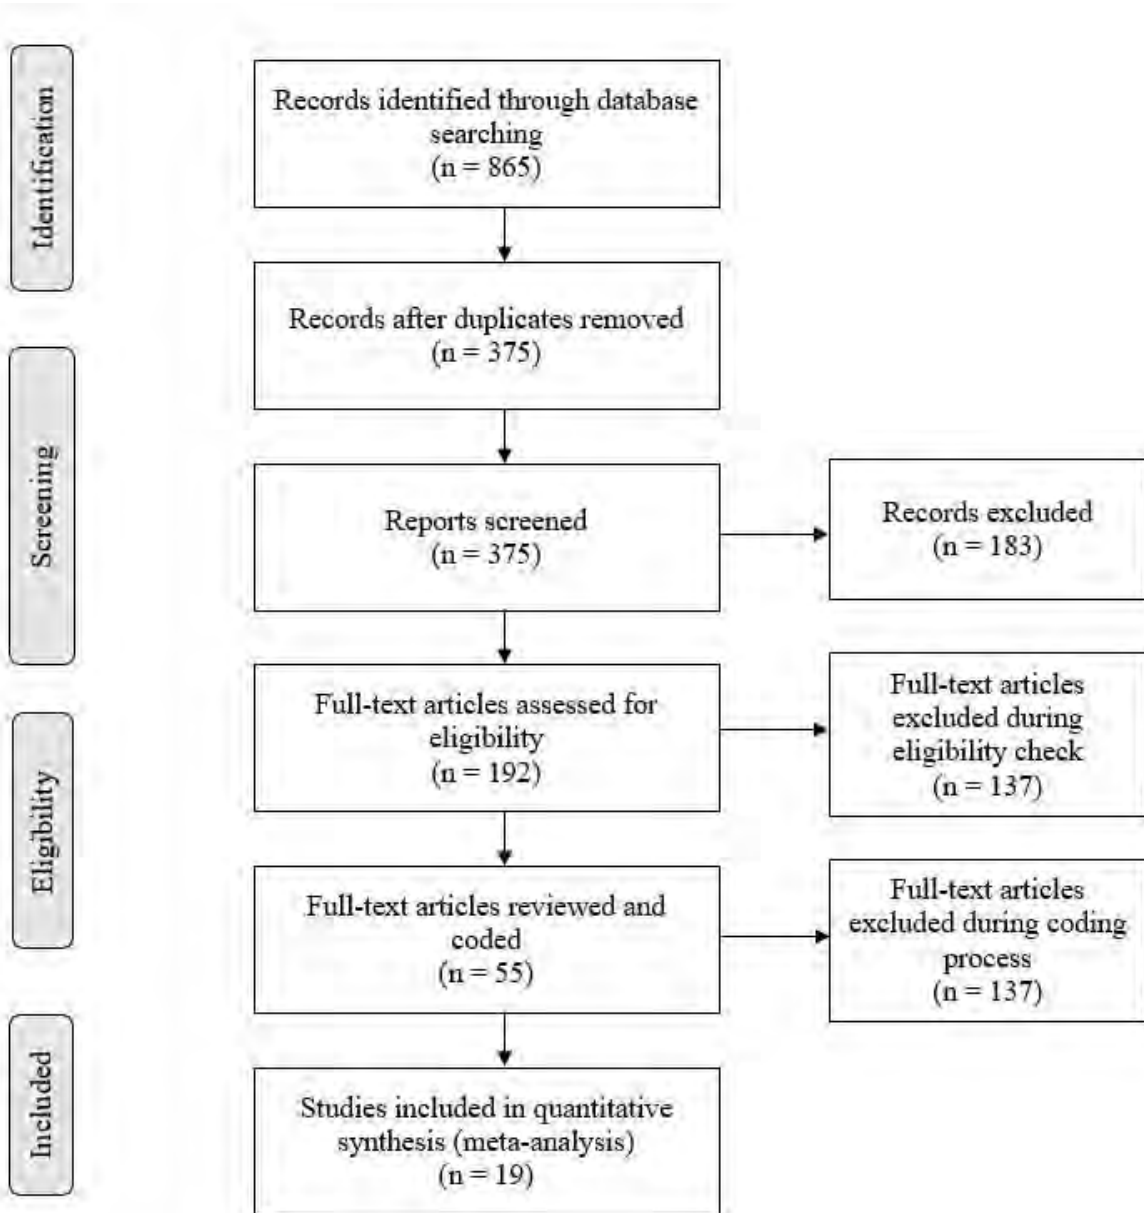 Identification
Records identified through database
searching
(n = 865)
Records after duplicates removed
(n = 375)
Screening
Reports screened
(n = 375)
Records excluded
(n = 183)
Eligibility
Full-text articles assessed for
eligibility
(n = 192)
Full-text articles
excluded during
eligibility check
(n = 137)
Full-text articles reviewed and
coded
(n = 55)
Full-text articles
excluded during coding
process
(n = 137)
Included
Studies included in quantitative
synthesis (meta-analysis)
(n = 19)